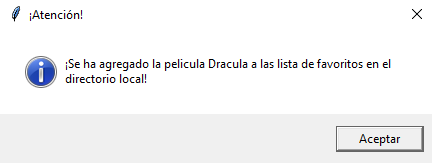 ¡Atención!
¡Se ha agregado la pelicula Dracula a las lista de favoritos en el
directorio local!
Aceptar